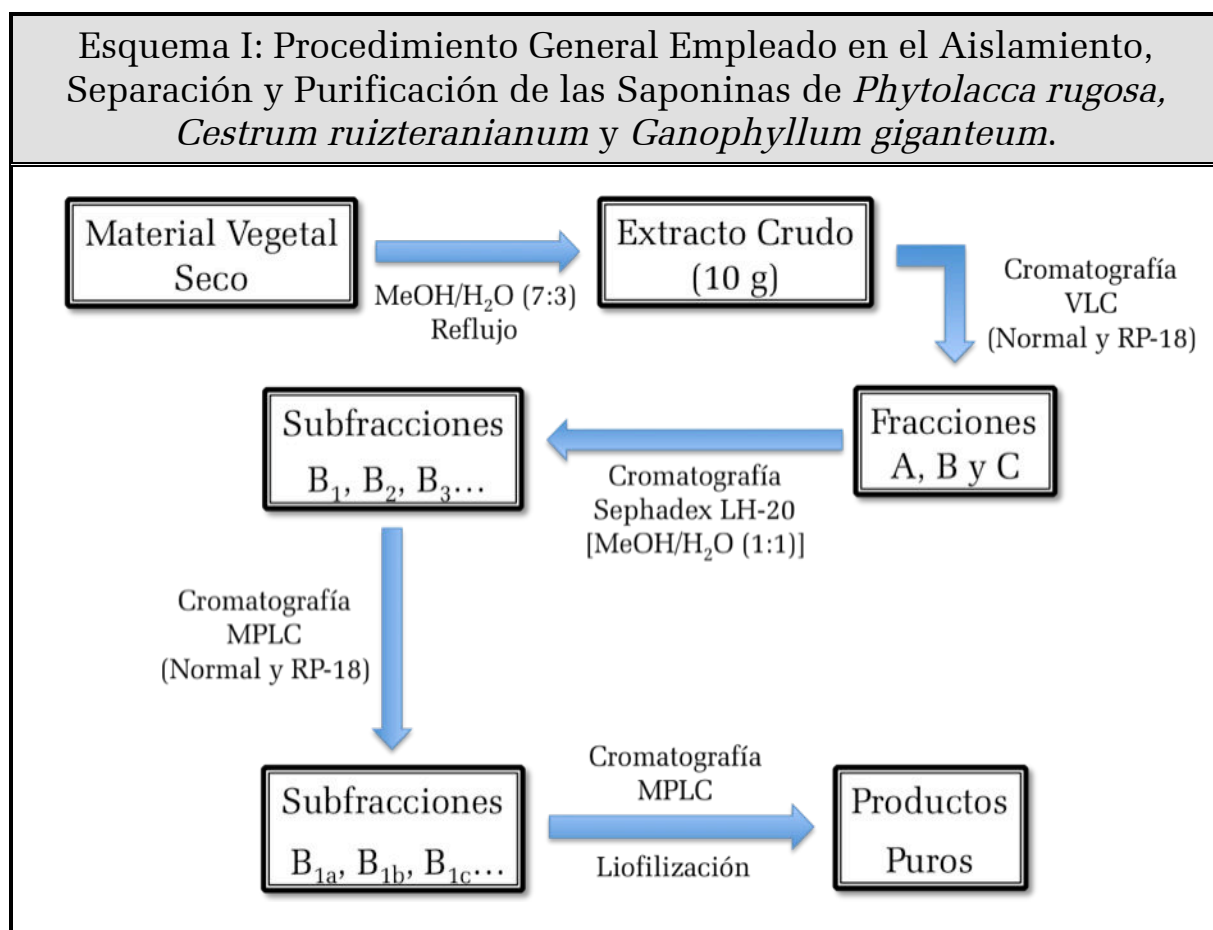 Esquema I: Procedimiento General Empleado en el Aislamiento,
Separación y Purificación de las Saponinas de Phytolacca rugosa,
Cestrum ruizteranianum y Ganophyllum giganteum.
Material Vegetal
Seco
MeOH/H₂O (7:3)
Reflujo
Extracto Crudo
(10 g)
Cromatografía
VLC
(Normal y RP-18)
Fracciones
A, B y C
Cromatografía
Sephadex LH-20
[MeOH/H₂O (1:1)]
Subfracciones
B₁, B₂, B₃...
Cromatografía
MPLC
(Normal y RP-18)
Subfracciones
B₁ₐ, B₁b, B₁c...
Cromatografía
MPLC
Liofilización
Productos
Puros